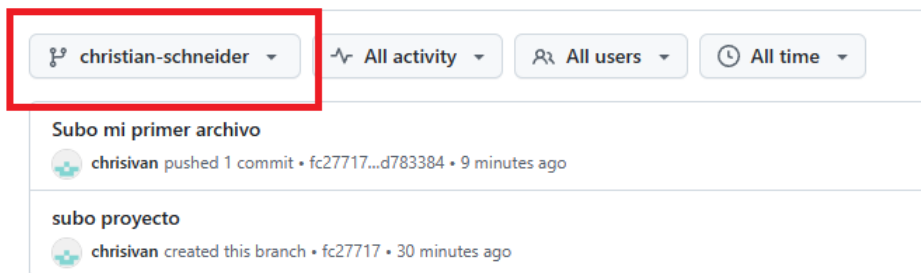 christian-schneider All activity All users All time
Subo mi primer archivo
chrisivan pushed 1 commit • fc27717...d783384 • 9 minutes ago
subo proyecto
chrisivan created this branch • fc27717 • 30 minutes ago